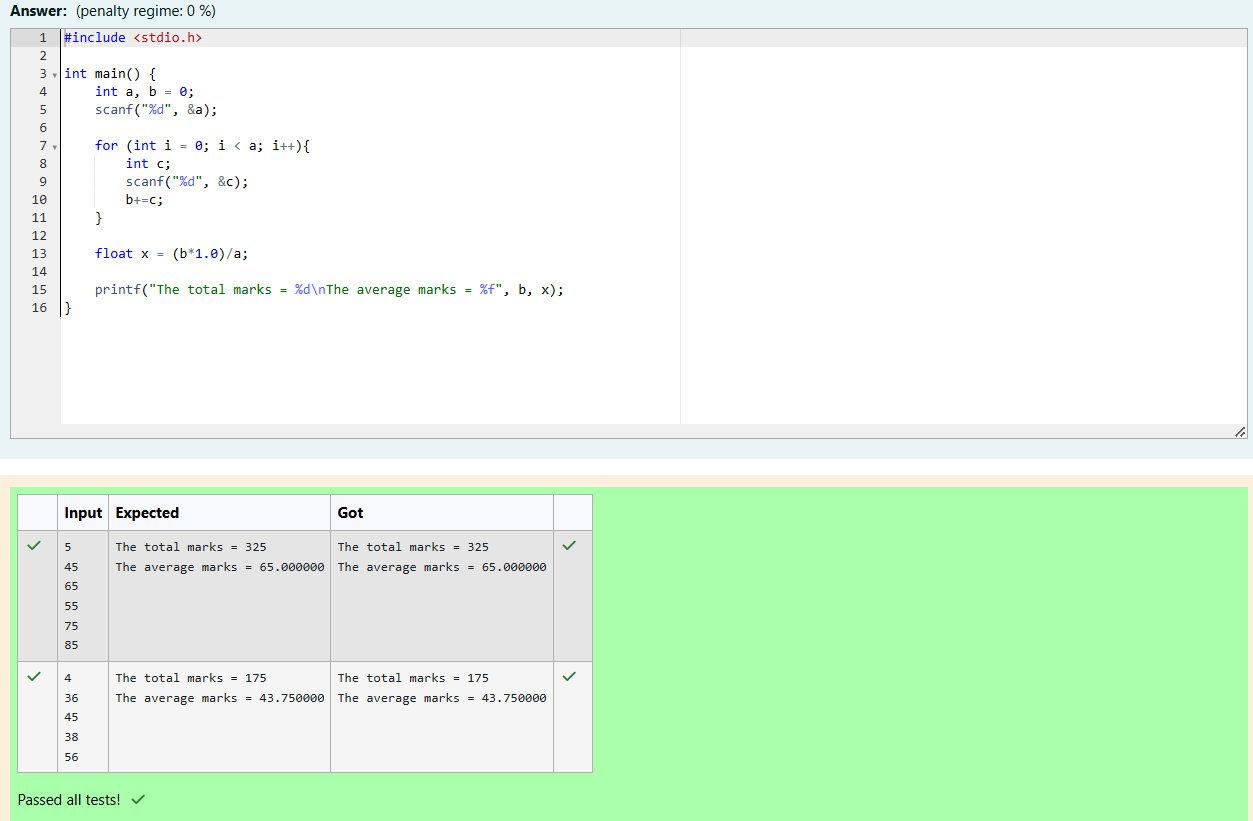 Answer: (penalty regime: 0 %)
1 #include <stdio.h>
2
3 int main() {
4     int a, b = 0;
5     scanf("%d", &a);
6
7     for (int i = 0; i < a; i++){
8         int c;
9         scanf("%d", &c);
10         b+=c;
11     }
12
13     float x = (b*1.0)/a;
14
15     printf("The total marks = %d\nThe average marks = %f", b, x);
16 }
Input Expected Got
5 The total marks = 325 The total marks = 325
45 The average marks = 65.000000 The average marks = 65.000000
65
55
75
85
4 The total marks = 175 The total marks = 175
36 The average marks = 43.750000 The average marks = 43.750000
45
38
56
Passed all tests!